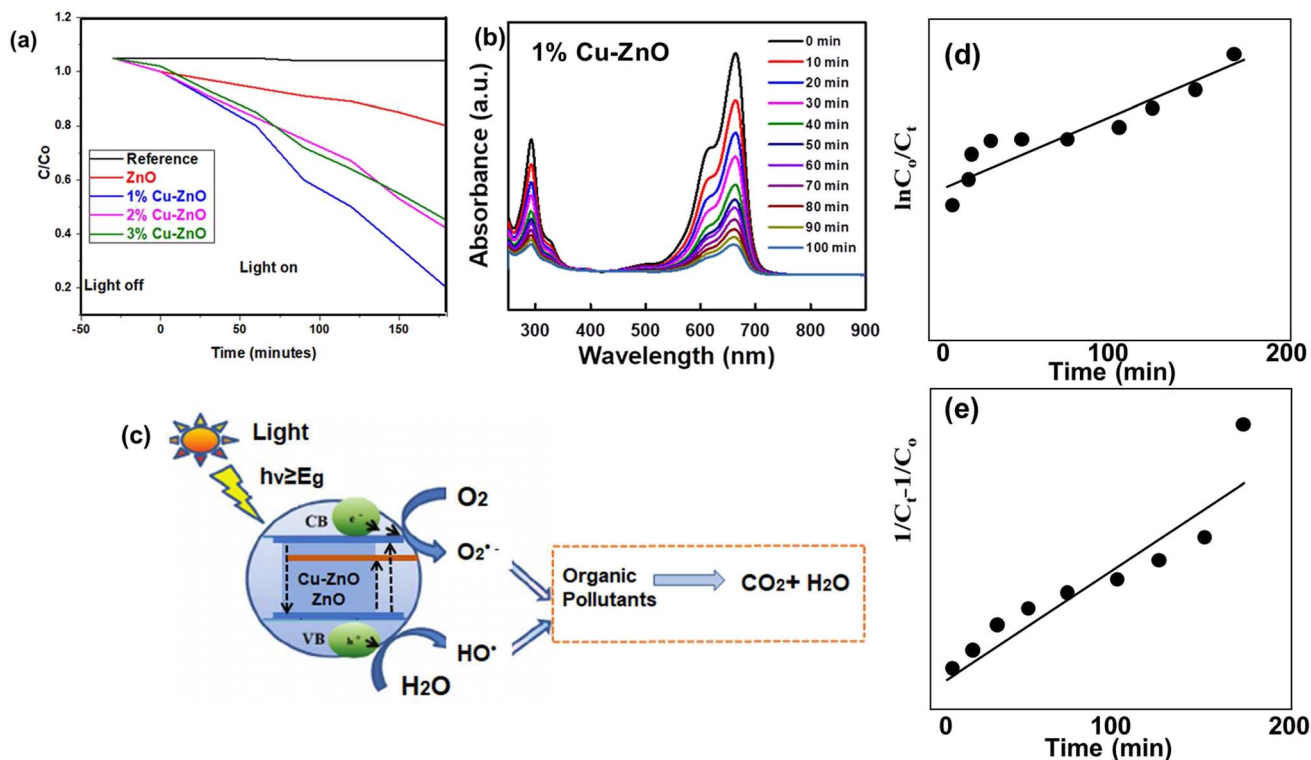 (a)
1.2
1.0
0.8
0.6
0.4
0.2
C/Co
Reference
ZnO
1% Cu-ZnO
2% Cu-ZnO
3% Cu-ZnO
Light off
Light on
-50 0 50 100 150
Time (minutes)
(b)
1% Cu-ZnO
Absorbance (a.u.)
0 min
10 min
20 min
30 min
40 min
50 min
60 min
70 min
80 min
90 min
100 min
300 400 500 600 700 800 900
Wavelength (nm)
(d)
lnCₒ/Cₜ
0 100 200
Time (min)
(c)
Light
hv≥Eg
CB
e⁻
O₂
O₂•-
Cu-ZnO
ZnO
VB
h⁺
HO•
H₂O
Organic
Pollutants
CO₂+ H₂O
(e)
1/Cₜ-1/Cₒ
0 100 200
Time (min)